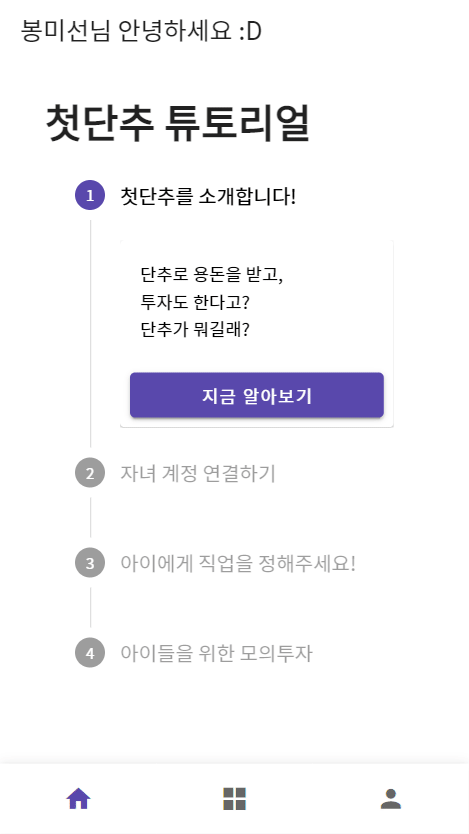 봉미선님 안녕하세요 :D
첫단추 튜토리얼
1 첫단추를 소개합니다!
단추로 용돈을 받고,
투자도 한다고?
단추가 뭐길래?
지금 알아보기
2 자녀 계정 연결하기
3 아이에게 직업을 정해주세요!
4 아이들을 위한 모의투자